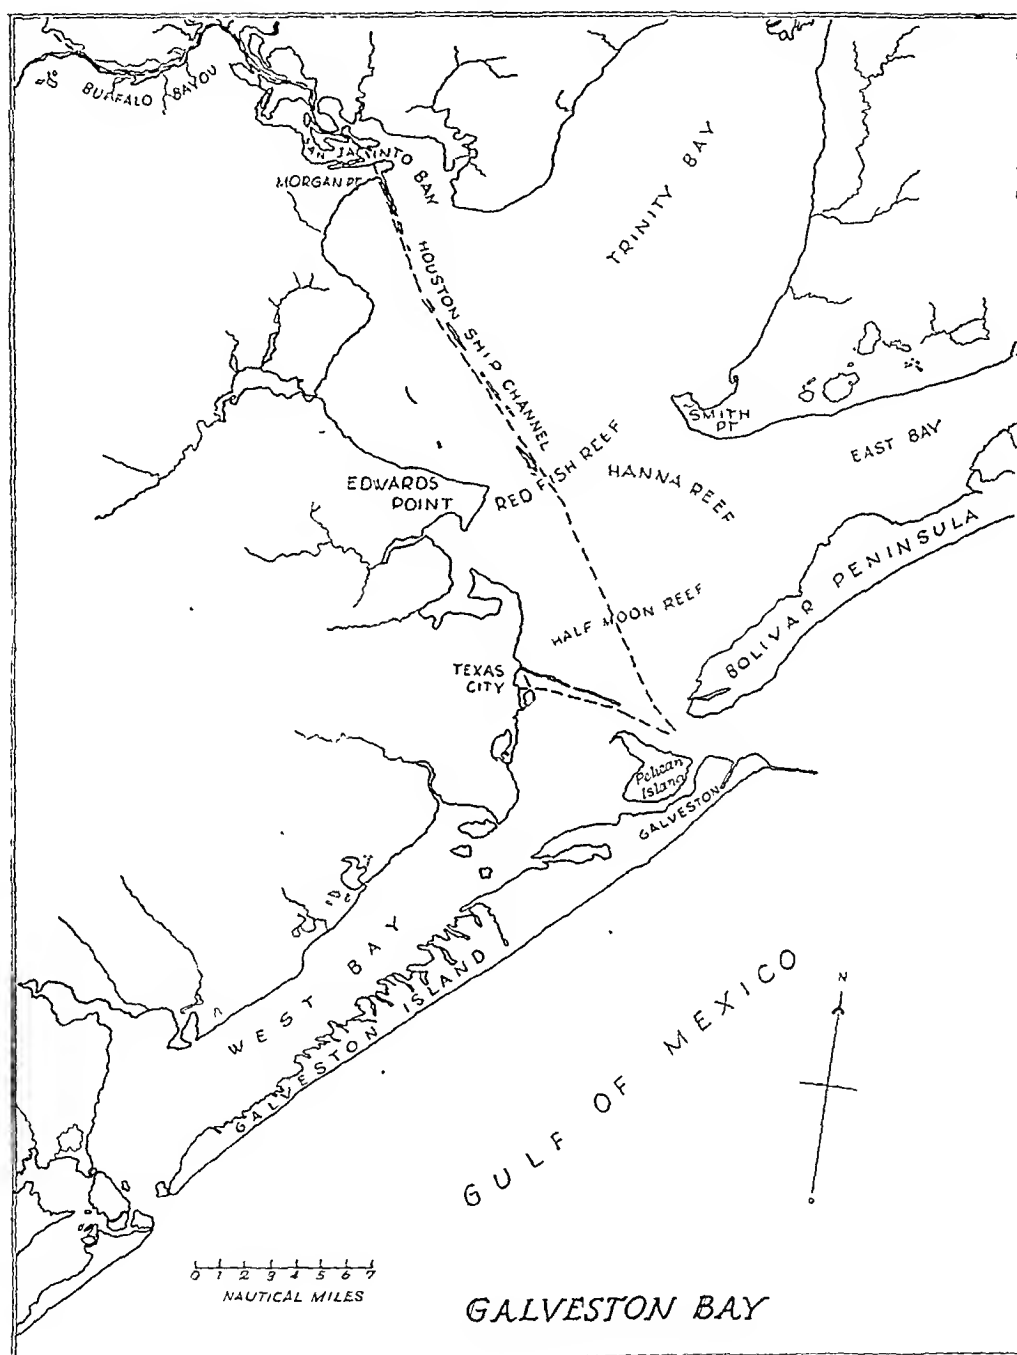 BUFFALO BAYOU
SAN JACINTO BAY
MORGAN PT.
TRINITY BAY
HOUSTON SHIP CHANNEL
SMITH
PT
EAST BAY
RED FISH REEF
HANNA REEF
EDWARDS
POINT
BOLIVAR PENINSULA
HALF MOON REEF
TEXAS
CITY
Pelican
Island
GALVESTON
WEST BAY
GALVESTON ISLAND
GULF OF MEXICO
N
0 1 2 3 4 5 6 7
NAUTICAL MILES
GALVESTON BAY